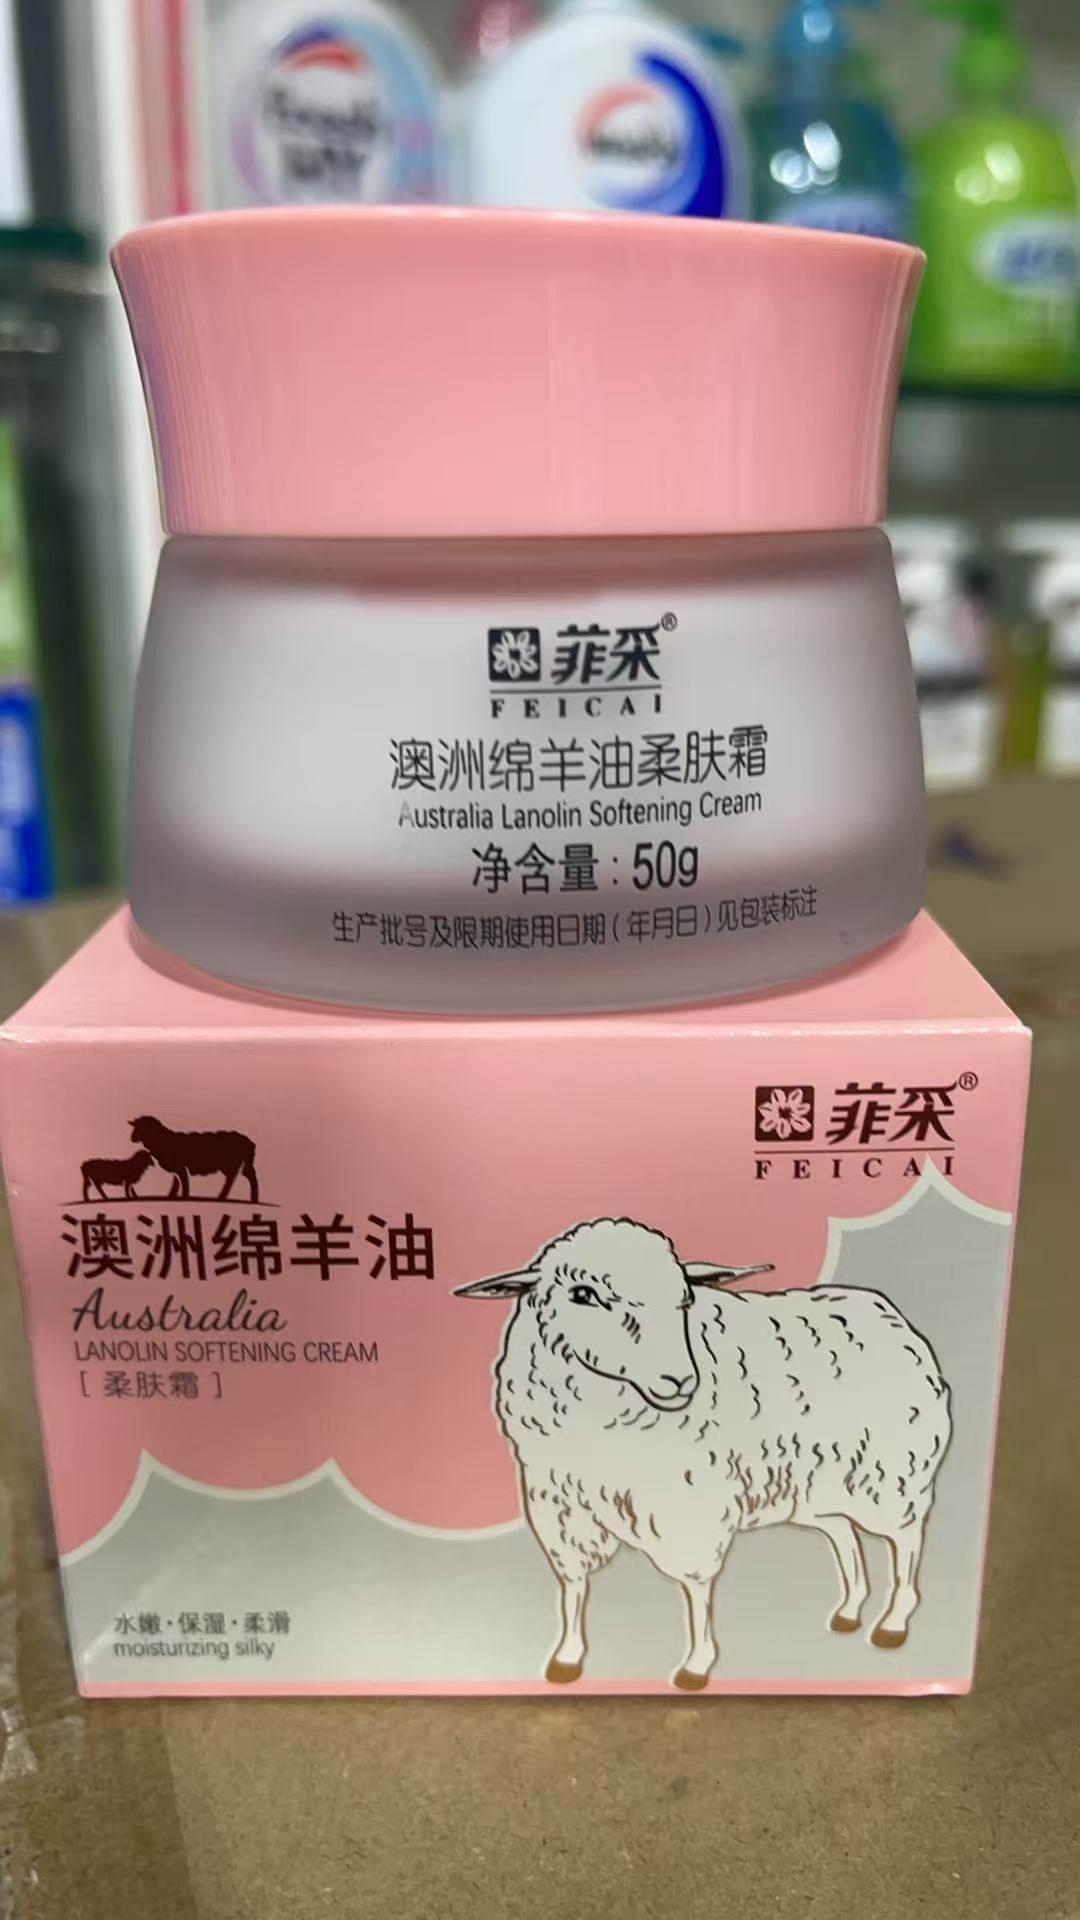 菲采®
FEICAI
澳洲绵羊油柔肤霜
Australia Lanolin Softening Cream
净含量：50g
生产批号及限期使用日期（年月日）见包装标注
菲采®
FEICAI
澳洲绵羊油
Australia
LANOLIN SOFTENING CREAM
[柔肤霜]
水嫩·保湿·柔滑
moisturizing silky